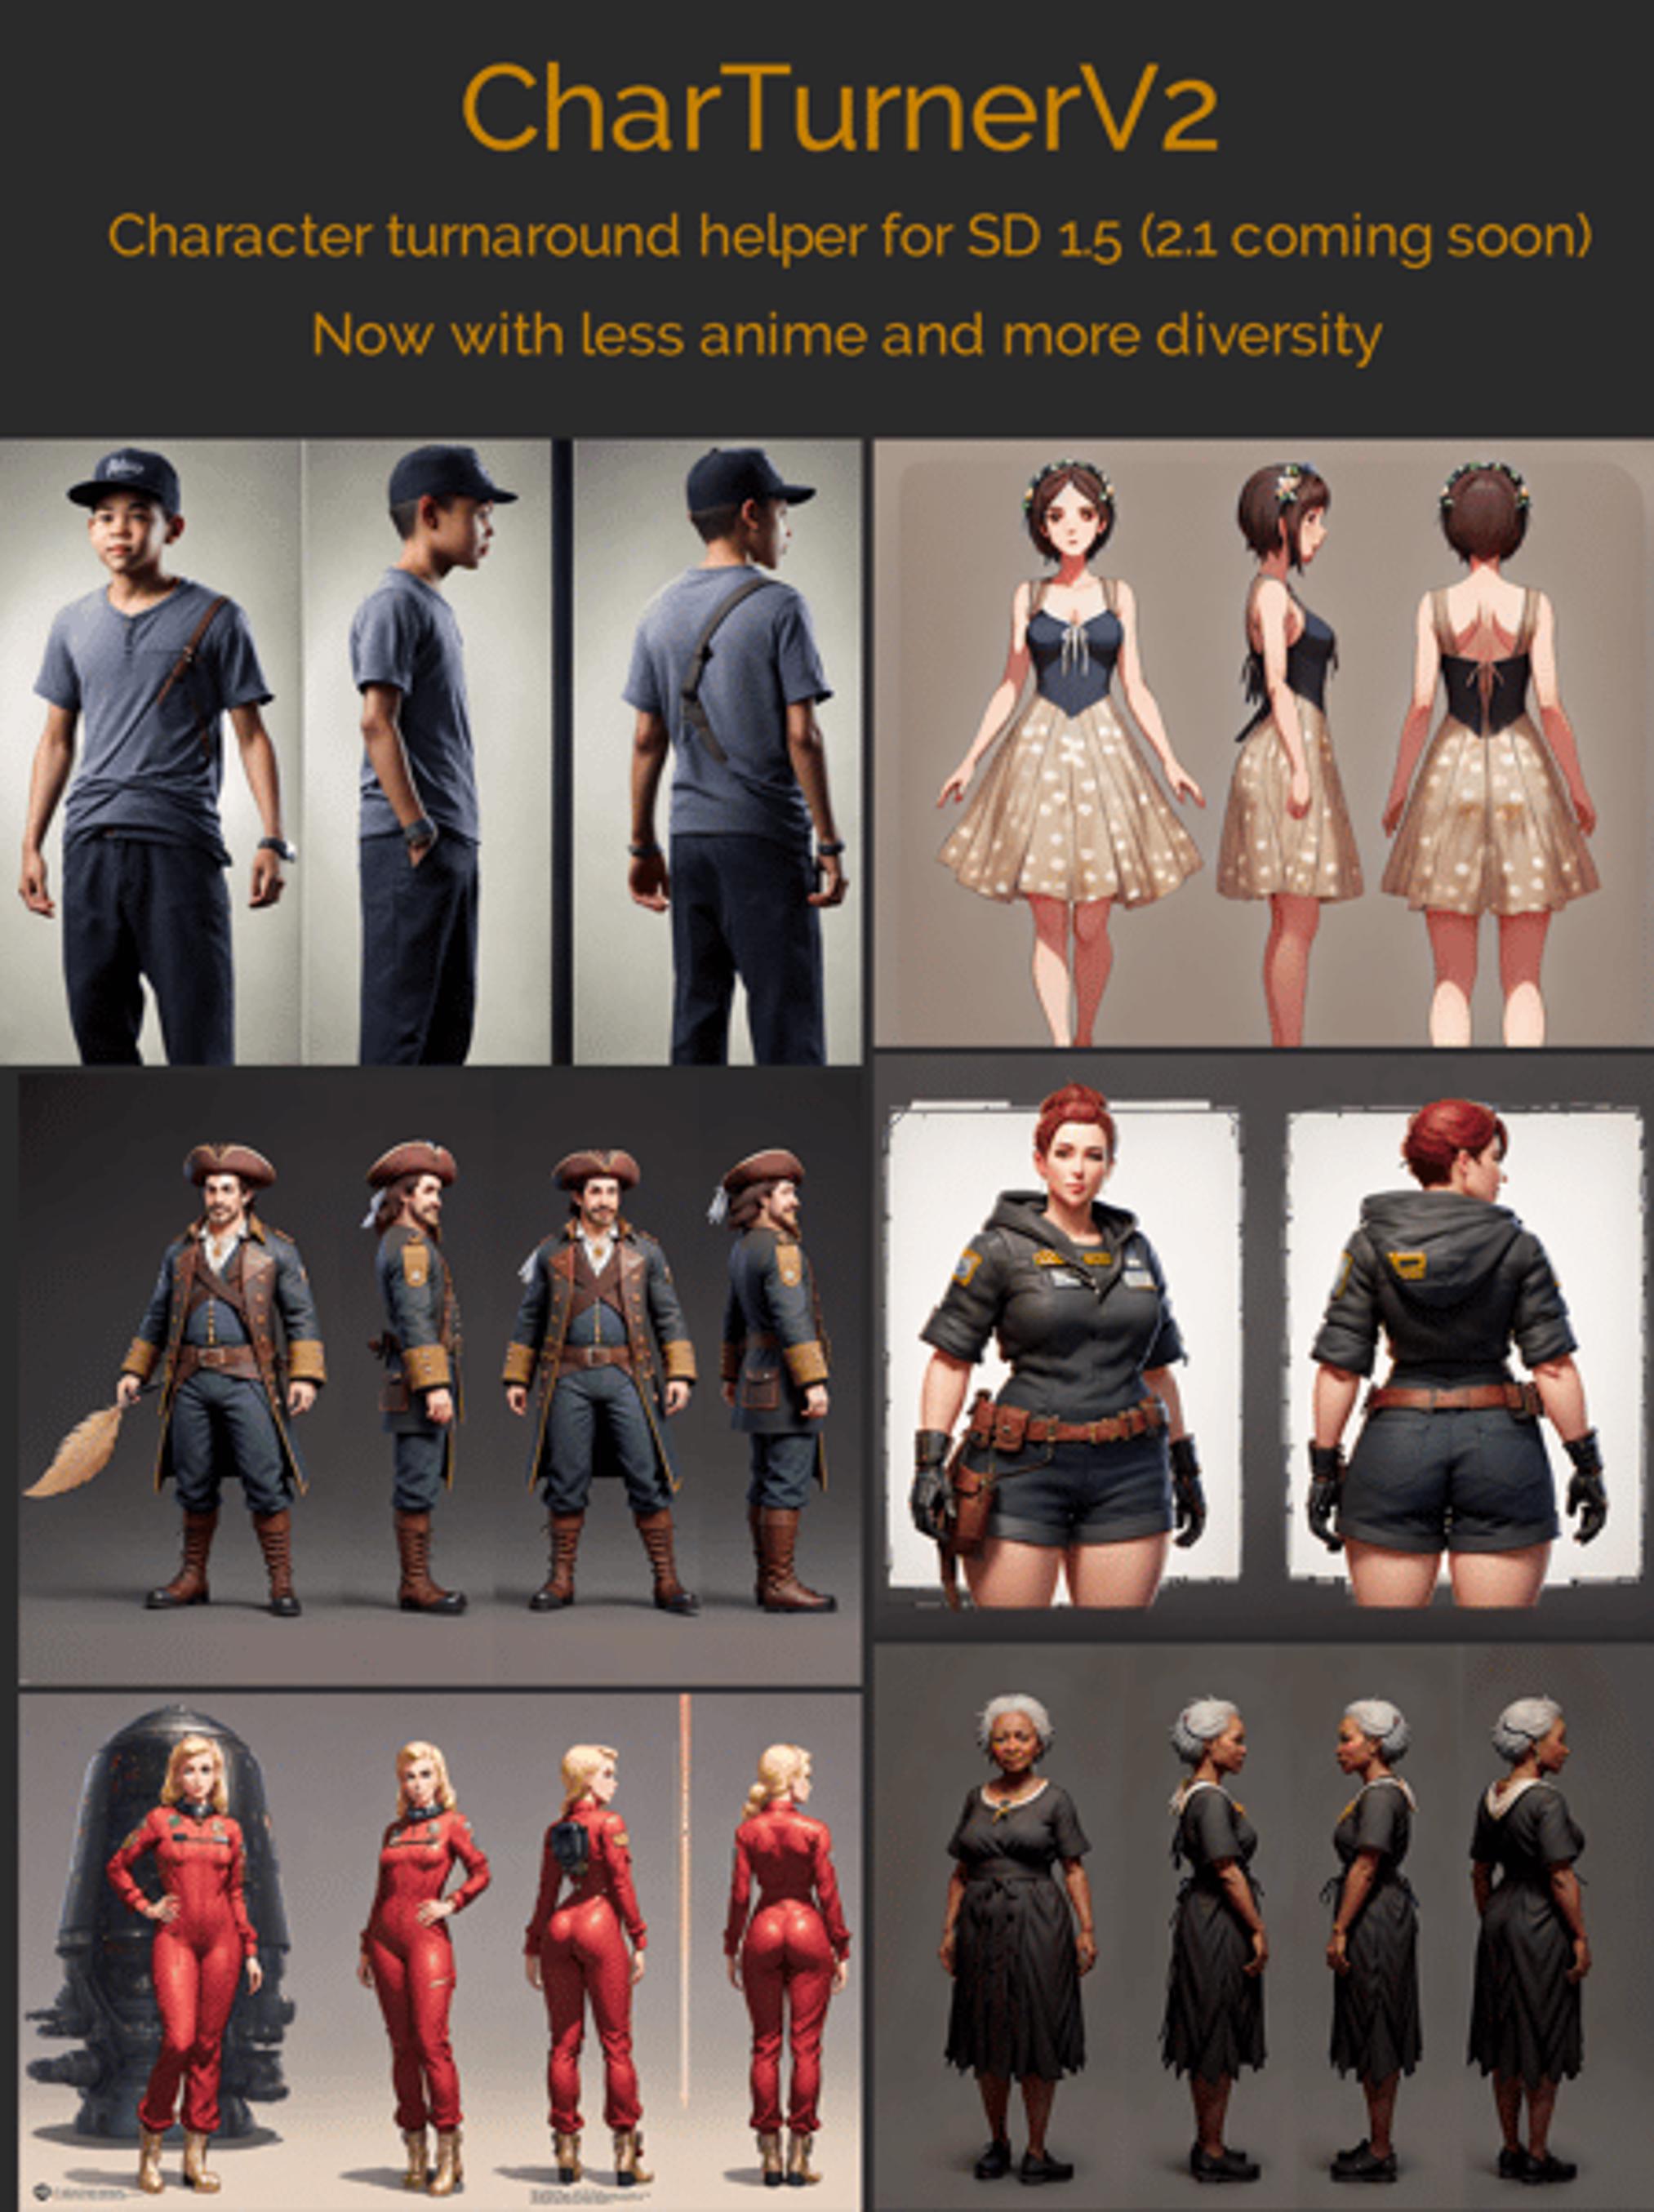 CharTurnerV2
Character turnaround helper for SD 1.5 (2.1 coming soon)
Now with less anime and more diversity